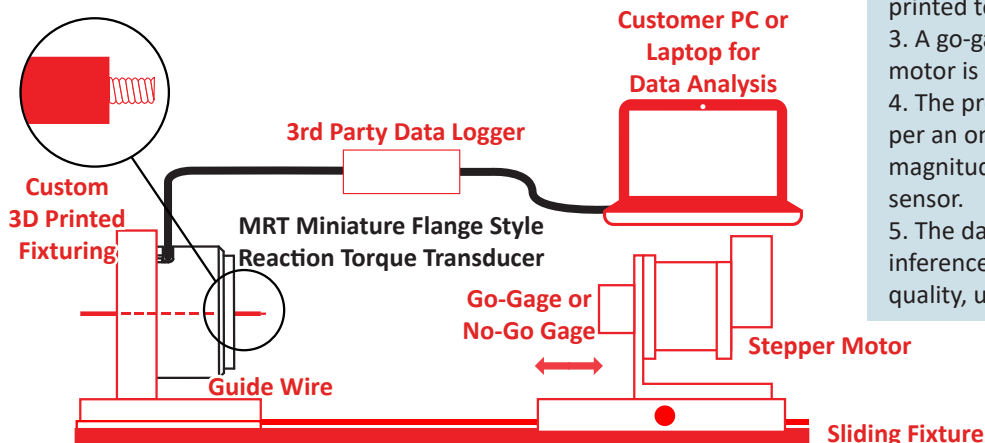 Customer PC or
Laptop for
Data Analysis
3rd Party Data Logger
Custom
3D Printed
Fixturing
MRT Miniature Flange Style
Reaction Torque Transducer
Go-Gage or
No-Go Gage
Stepper Motor
Guide Wire
Sliding Fixture
printed to
3. A go-ga
motor is
4. The pr
per an or
magnitud
sensor.
5. The da
inference
quality, u